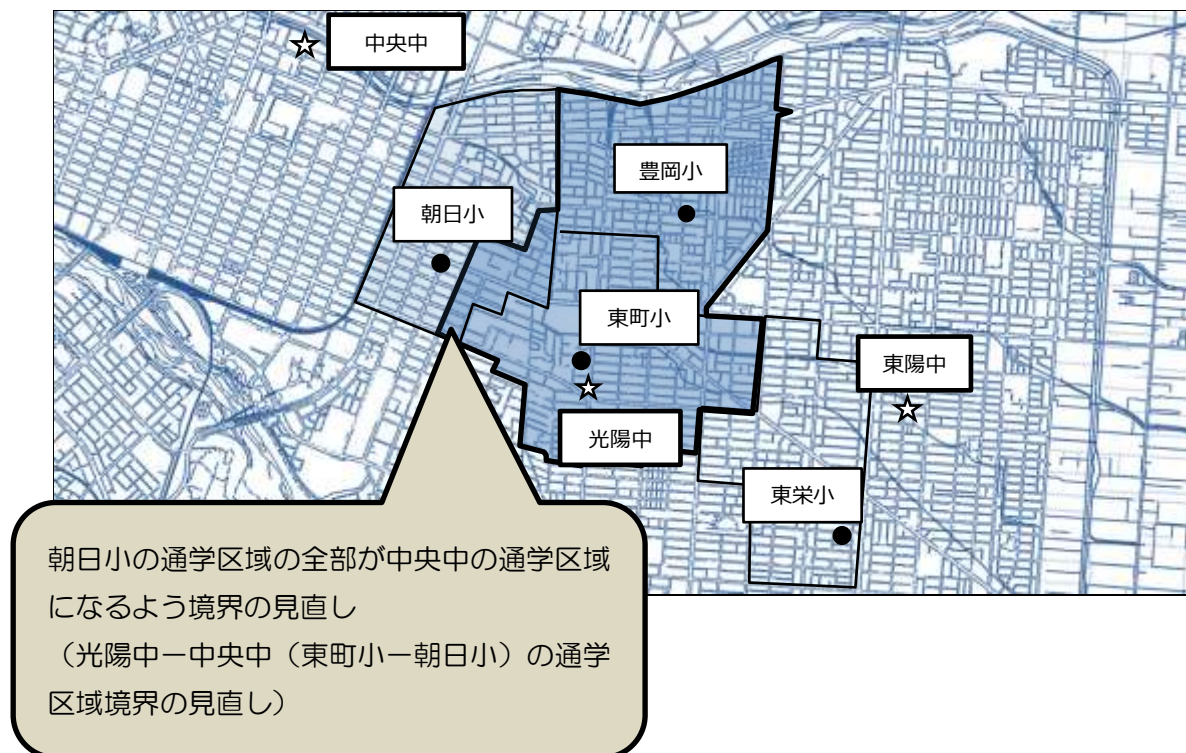 中央中
豊岡小
朝日小
東町小
東陽中
光陽中
東栄小
朝日小の通学区域の全部が中央中の通学区域
になるよう境界の見直し
（光陽中ー中央中（東町小ー朝日小）の通学
区域境界の見直し）